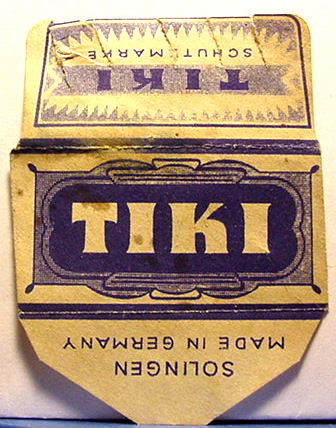 TIKI
SCHUTZMARKE
TIKI
SOLINGEN
MADE IN GERMANY